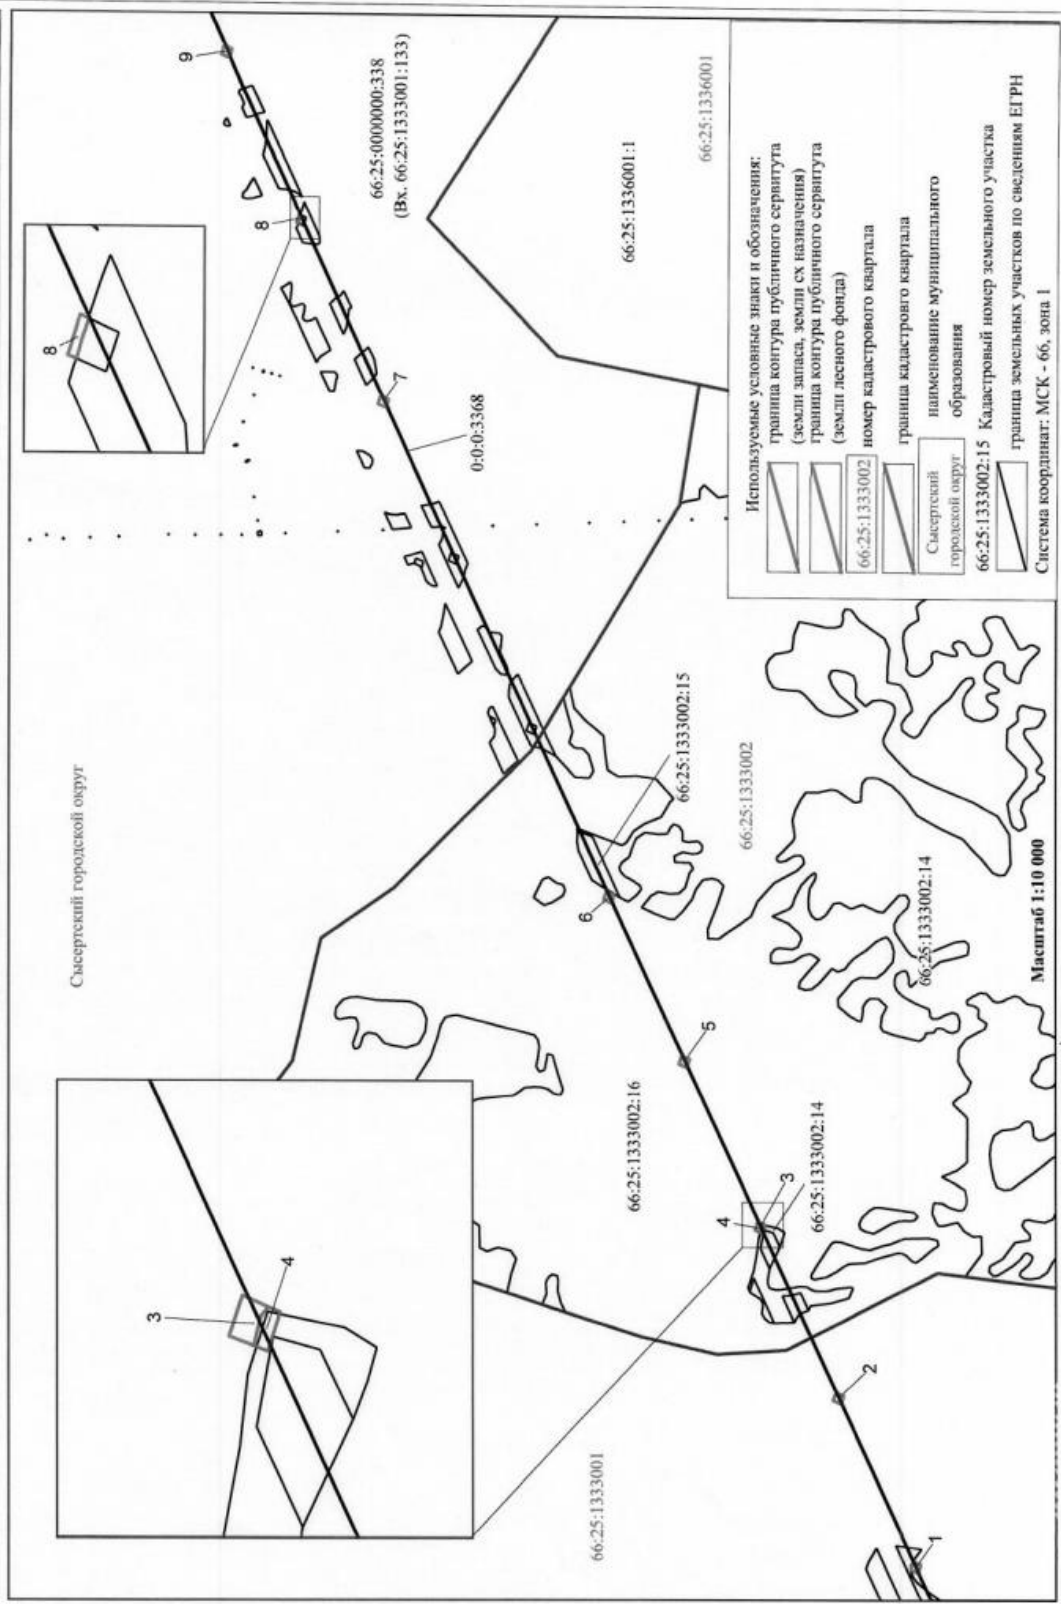 Сысертский городской округ
9
66:25:0000000:338
(Вх. 66:25:1333001:133)
8
8
7
0:0:0:3368
66:25:1336001:1
66:25:1336001
66:25:1333002:15
66:25:1333002
6
5
66:25:1333002:16
66:25:1333002:14
4
3
66:25:1333002:14
3
4
2
66:25:1333001
1
Масштаб 1:10 000
Используемые условные знаки и обозначения:
граница контура публичного сервитута
(земли запаса, земли сх назначения)
граница контура публичного сервитута
(земли лесного фонда)
66:25:1333002
номер кадастрового квартала
граница кадастрового квартала
Сысертский
городской округ
наименование муниципального
образования
66:25:1333002:15 Кадастровый номер земельного участка
граница земельных участков по сведениям ЕГРН
Система координат: МСК - 66, зона 1